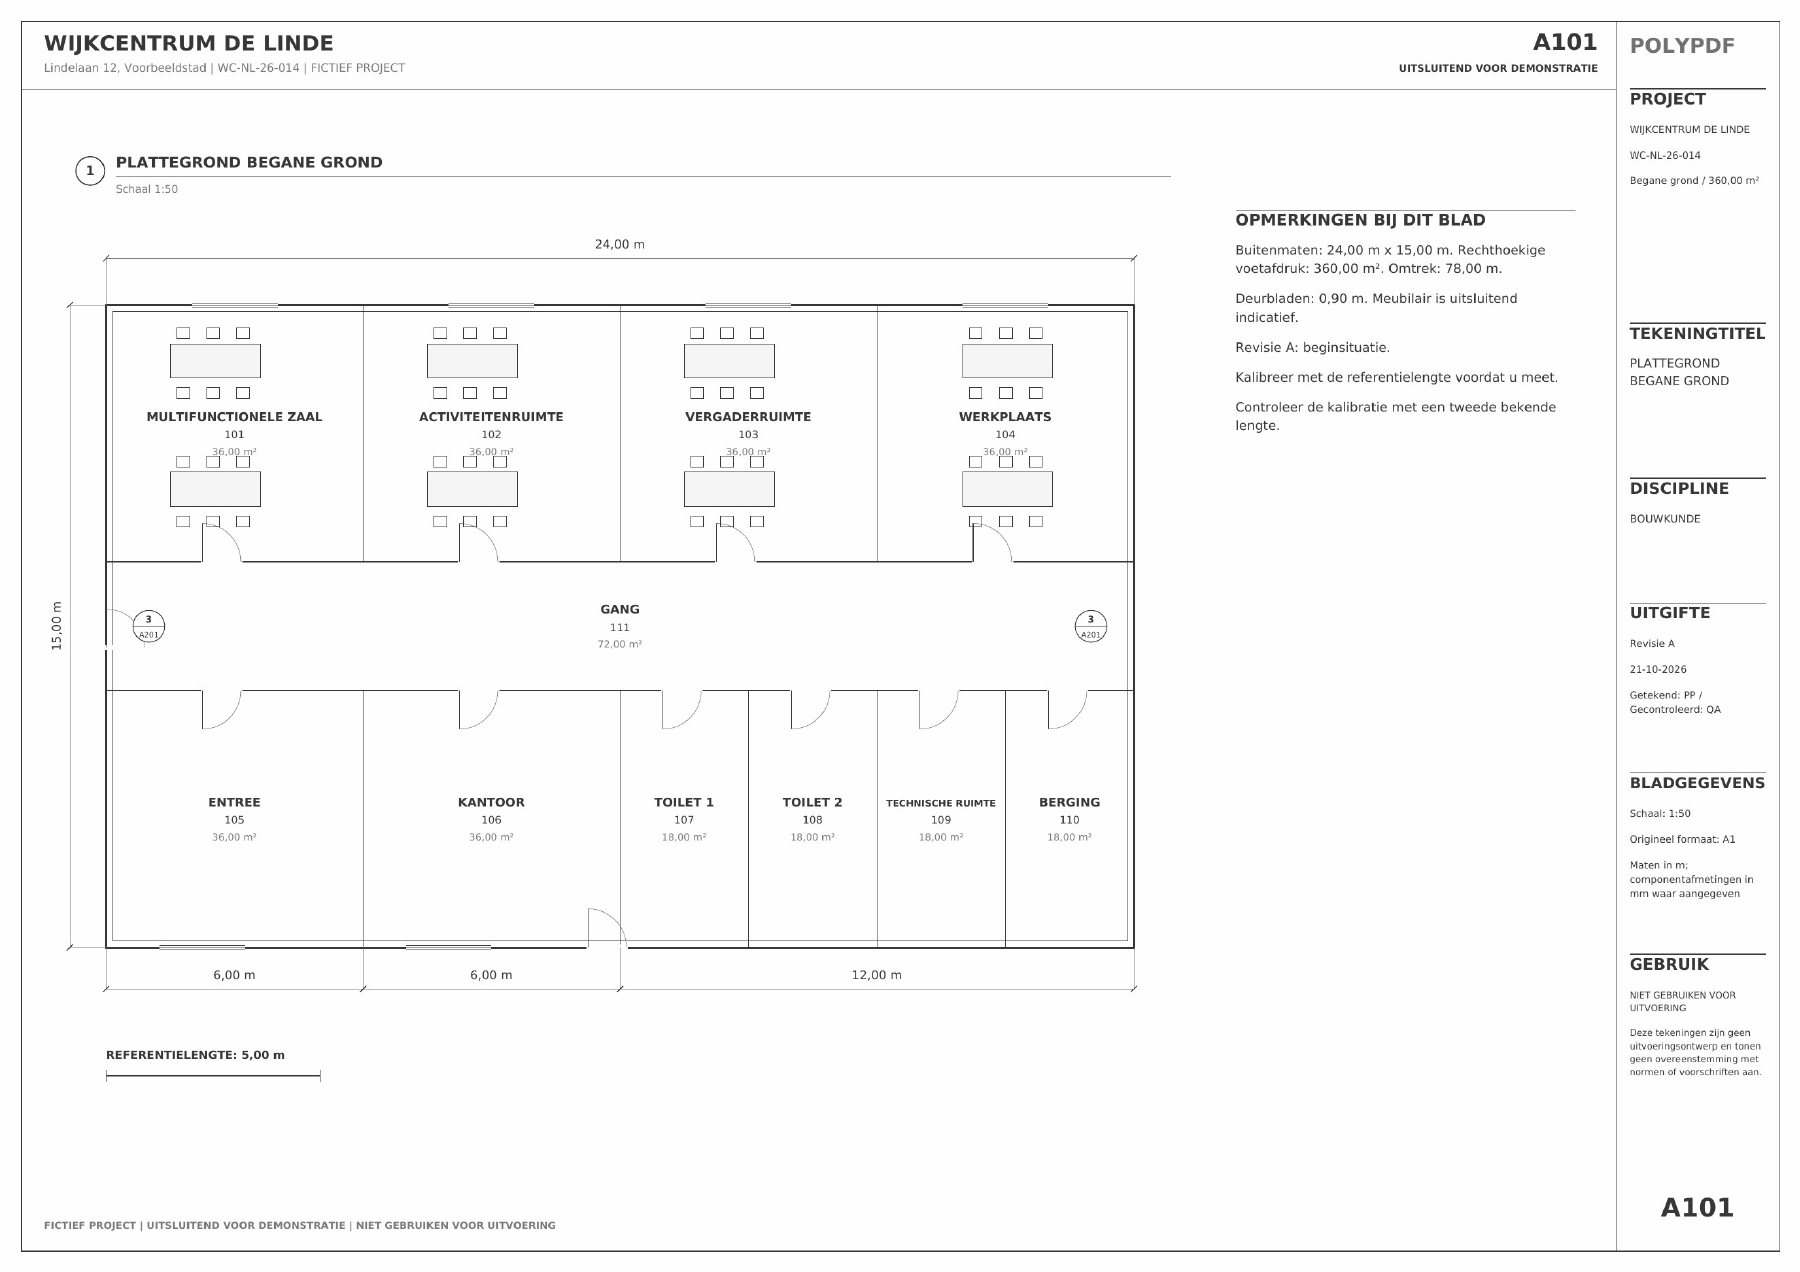 WIJKCENTRUM DE LINDE
Lindelaan 12, Voorbeeldstad | WC-NL-26-014 | FICTIEF PROJECT
A101
UITSLUITEND VOOR DEMONSTRATIE
1
PLATTEGROND BEGANE GROND
Schaal 1:50
24,00 m
15,00 m
MULTIFUNCTIONELE ZAAL
101
36,00 m²
ACTIVITEITENRUIMTE
102
36,00 m²
VERGADERRUIMTE
103
36,00 m²
WERKPLAATS
104
36,00 m²
3
A201
GANG
111
72,00 m²
3
A201
ENTREE
105
36,00 m²
KANTOOR
106
36,00 m²
TOILET 1
107
18,00 m²
TOILET 2
108
18,00 m²
TECHNISCHE RUIMTE
109
18,00 m²
BERGING
110
18,00 m²
6,00 m
6,00 m
12,00 m
REFERENTIELENGTE: 5,00 m
OPMERKINGEN BIJ DIT BLAD
Buitenmaten: 24,00 m x 15,00 m. Rechthoekige
voetafdruk: 360,00 m². Omtrek: 78,00 m.
Deurbladen: 0,90 m. Meubilair is uitsluitend
indicatief.
Revisie A: beginsituatie.
Kalibreer met de referentielengte voordat u meet.
Controleer de kalibratie met een tweede bekende
lengte.
POLYPDF
PROJECT
WIJKCENTRUM DE LINDE
WC-NL-26-014
Begane grond / 360,00 m²
TEKENINGTITEL
PLATTEGROND
BEGANE GROND
DISCIPLINE
BOUWKUNDE
UITGIFTE
Revisie A
21-10-2026
Getekend: PP /
Gecontroleerd: QA
BLADGEGEVENS
Schaal: 1:50
Origineel formaat: A1
Maten in m;
componentafmetingen in
mm waar aangegeven
GEBRUIK
NIET GEBRUIKEN VOOR
UITVOERING
Deze tekeningen zijn geen
uitvoeringsontwerp en tonen
geen overeenstemming met
normen of voorschriften aan.
A101
FICTIEF PROJECT | UITSLUITEND VOOR DEMONSTRATIE | NIET GEBRUIKEN VOOR UITVOERING